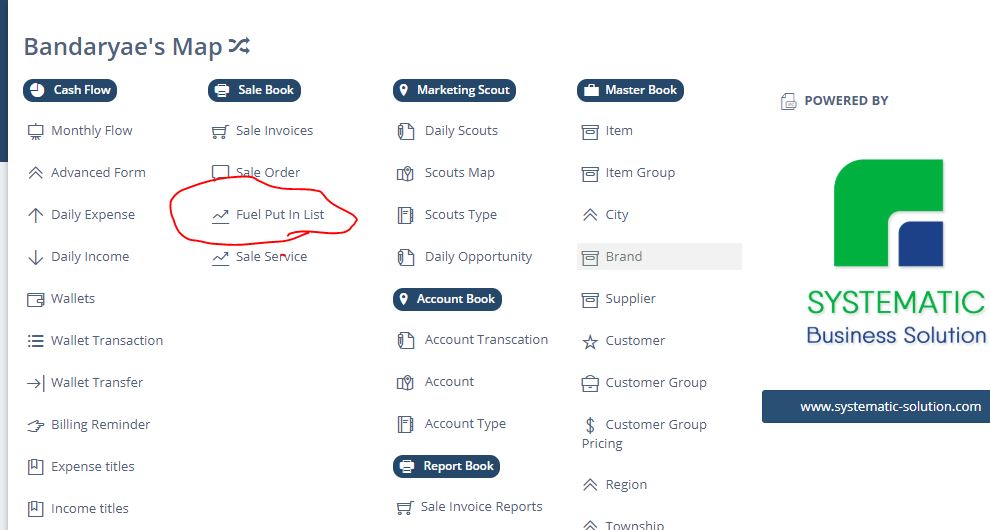 Bandaryae's Map
Cash Flow
Monthly Flow
Advanced Form
Daily Expense
Daily Income
Wallets
Wallet Transaction
Wallet Transfer
Billing Reminder
Expense titles
Income titles
Sale Book
Sale Invoices
Sale Order
Fuel Put In List
Sale Service
Marketing Scout
Daily Scouts
Scouts Map
Scouts Type
Daily Opportunity
Account Book
Account Transcation
Account
Account Type
Report Book
Sale Invoice Reports
Master Book
Item
Item Group
City
Brand
Supplier
Customer
Customer Group
Customer Group
Pricing
Region
Township
POWERED BY
SYSTEMATIC
Business Solution
www.systematic-solution.com